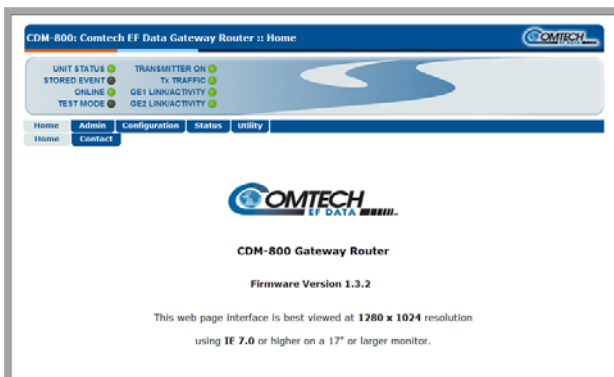 CDM-800: Comtech EF Data Gateway Router :: Home
COMTECH
UNIT STATUS TRANSMITTER ON
STORED EVENT Tx TRAFFIC
ONLINE GE1 LINK/ACTIVITY
TEST MODE GE2 LINK/ACTIVITY
Home Admin Configuration Status Utility
Home Contact
COMTECH
EF DATA
CDM-800 Gateway Router
Firmware Version 1.3.2
This web page interface is best viewed at 1280 x 1024 resolution
using IE 7.0 or higher on a 17" or larger monitor.